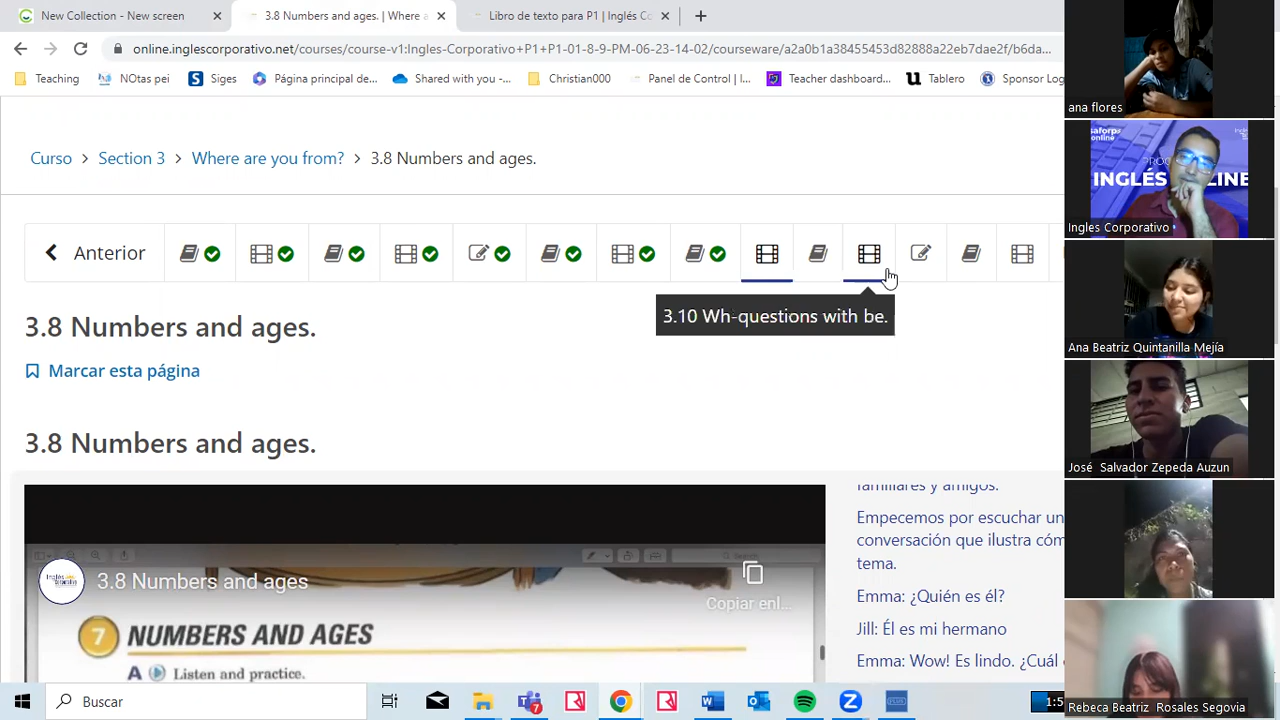 New Collection - New screen
3.8 Numbers and ages. | Where a
Libro de texto para P1 | Inglés Co
online.inglescorporativo.net/courses/course-v1:Ingles-Corporativo+P1+P1-01-8-9-PM-06-23-14-02/courseware/a2a0b1a38455453d82888a22eb7dae2f/b6da...
Teaching
NOtas pei
Siges
Página principal de...
Shared with you -...
Christian000
Panel de Control | I...
Teacher dashboard...
Tablero
Sponsor Log
Curso > Section 3 > Where are you from? > 3.8 Numbers and ages.
Anterior
3.10 Wh-questions with be.
3.8 Numbers and ages.
Marcar esta página
3.8 Numbers and ages.
familiares y amigos.
Empecemos por escuchar un
conversación que ilustra cóm
tema.
Emma: ¿Quién es él?
Jill: Él es mi hermano
Emma: Wow! Es lindo. ¿Cuál
3.8 Numbers and ages
Copiar enl...
7 NUMBERS AND AGES
A Listen and practice.
Buscar
1:5
ana flores
INGLÉS LINE
Ingles Corporativo
Ana Beatriz Quintanilla Mejía
José Salvador Zepeda Auzun
Rebeca Beatriz Rosales Segovia